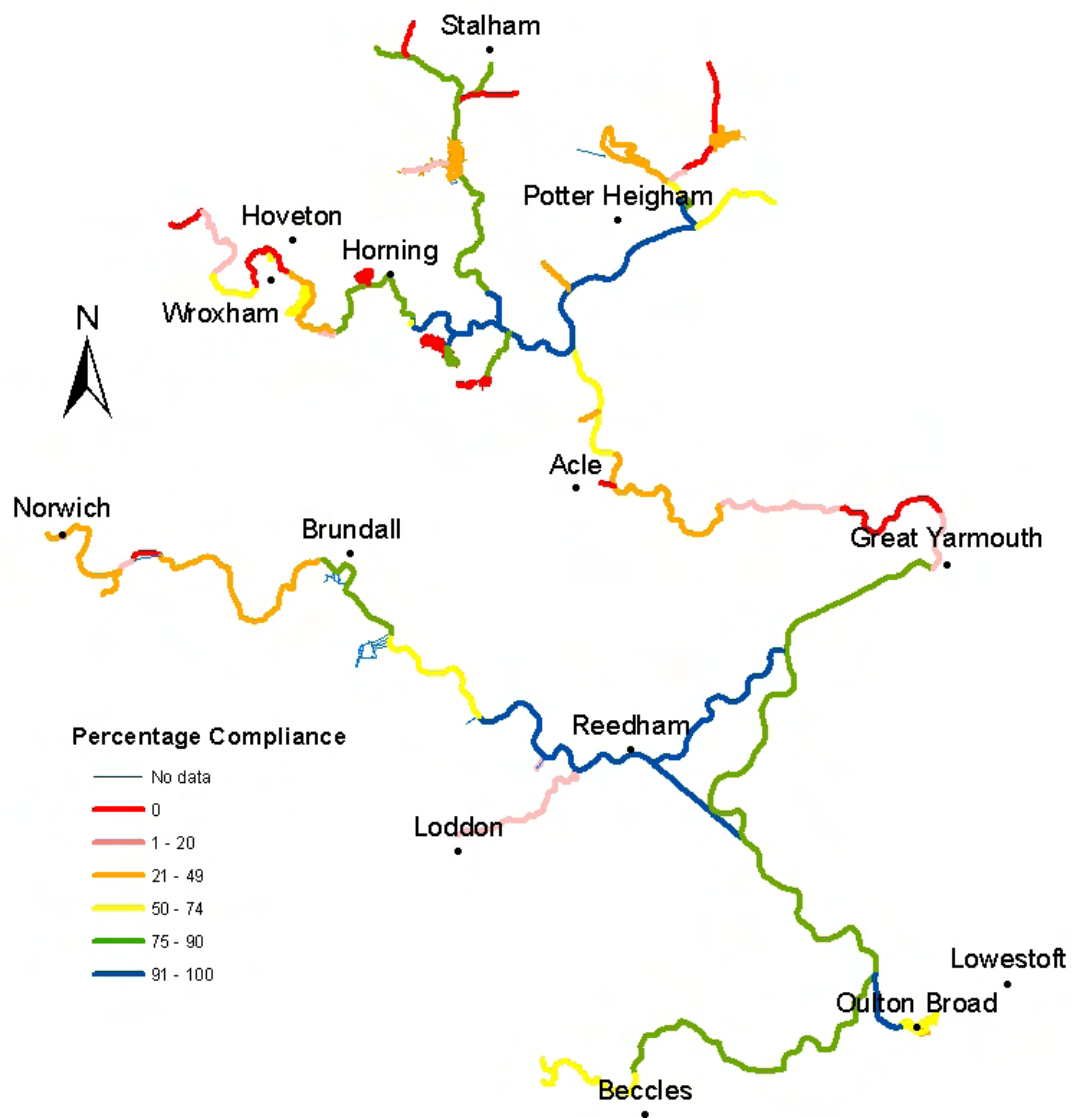 Stalham
Potter Heigham
Hoveton
Horning
Wroxham
N
Acle
Norwich
Brundall
Great Yarmouth
Reedham
Percentage Compliance
No data
0
1 - 20
21 - 49
50 - 74
75 - 90
91 - 100
Loddon
Lowestoft
Oulton Broad
Beccles